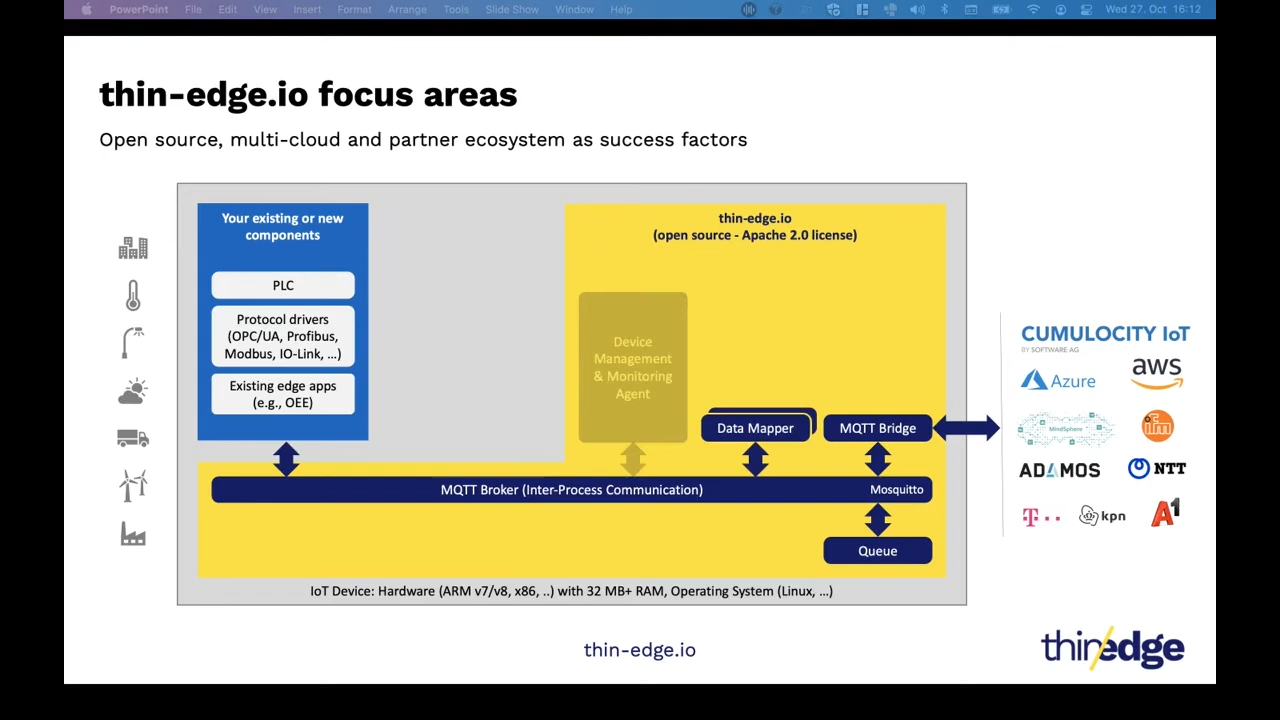 PowerPoint File Edit View Insert Format Arrange Tools Slide Show Window Help Wed 27. Oct 16:12
thin-edge.io focus areas
Open source, multi-cloud and partner ecosystem as success factors
Your existing or new
components
PLC
Protocol drivers
(OPC/UA, Profibus,
Modbus, IO-Link, ...)
Existing edge apps
(e.g., OEE)
thin-edge.io
(open source - Apache 2.0 license)
Device
Management
& Monitoring
Agent
Data Mapper
MQTT Bridge
MQTT Broker (Inter-Process Communication)
Mosquitto
Queue
IoT Device: Hardware (ARM v7/v8, x86, ..) with 32 MB+ RAM, Operating System (Linux, ...)
CUMULOCITY IoT
BY SOFTWARE AG
Azure
aws
MindSphere
ifm
ADAMOS
NTT
T
kpn
A1
thin-edge.io
thin/edge